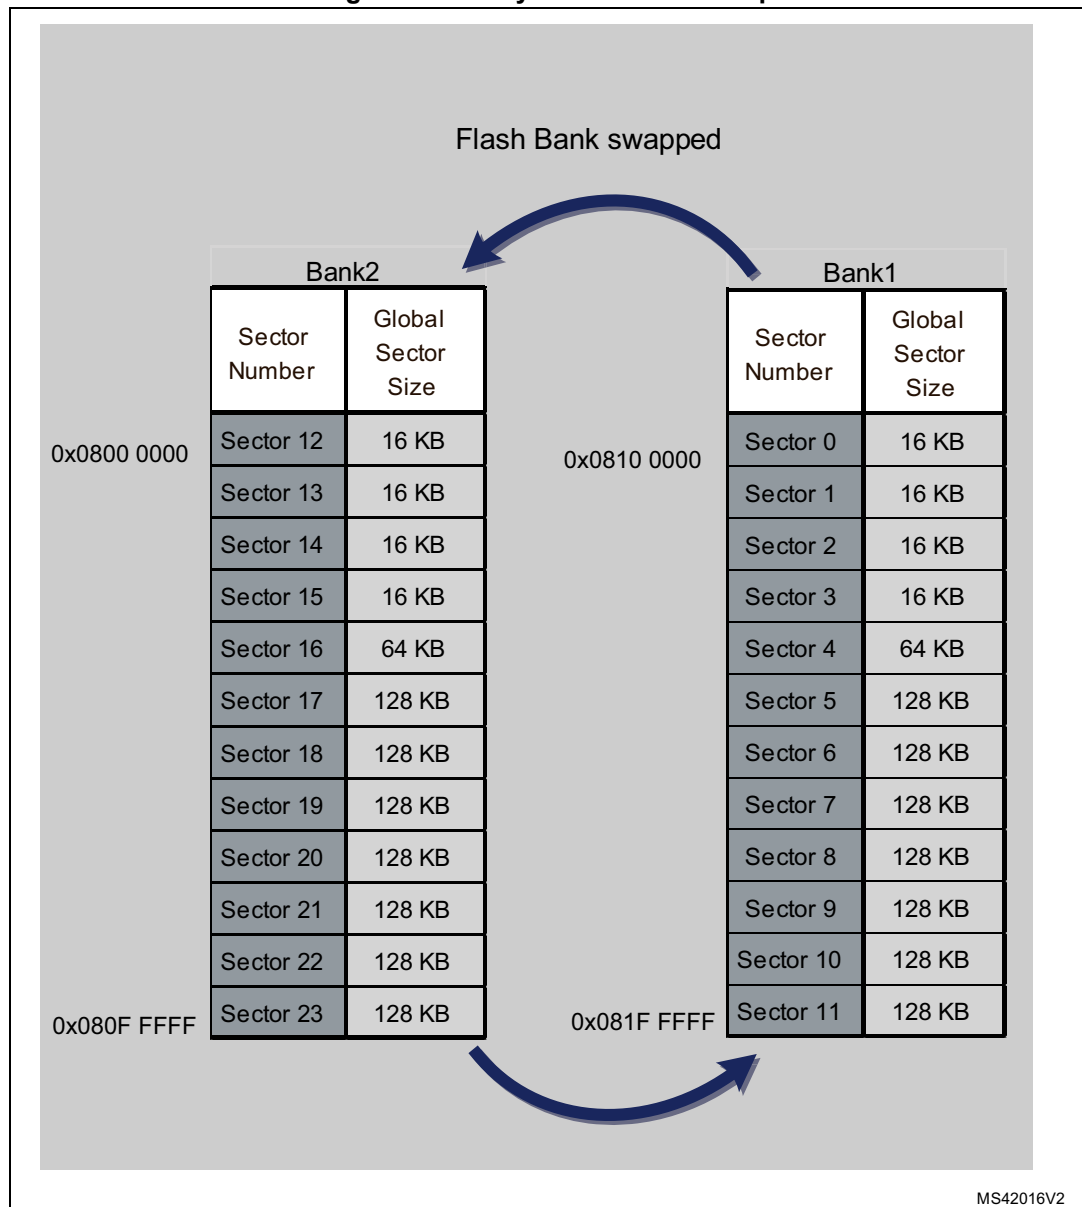 Flash Bank swapped
Bank2
Sector Number
Global Sector Size
0x0800 0000
Sector 12 16 KB
Sector 13 16 KB
Sector 14 16 KB
Sector 15 16 KB
Sector 16 64 KB
Sector 17 128 KB
Sector 18 128 KB
Sector 19 128 KB
Sector 20 128 KB
Sector 21 128 KB
Sector 22 128 KB
0x080F FFFF
Sector 23 128 KB
Bank1
Sector Number
Global Sector Size
0x0810 0000
Sector 0 16 KB
Sector 1 16 KB
Sector 2 16 KB
Sector 3 16 KB
Sector 4 64 KB
Sector 5 128 KB
Sector 6 128 KB
Sector 7 128 KB
Sector 8 128 KB
Sector 9 128 KB
Sector 10 128 KB
0x081F FFFF
Sector 11 128 KB
MS42016V2